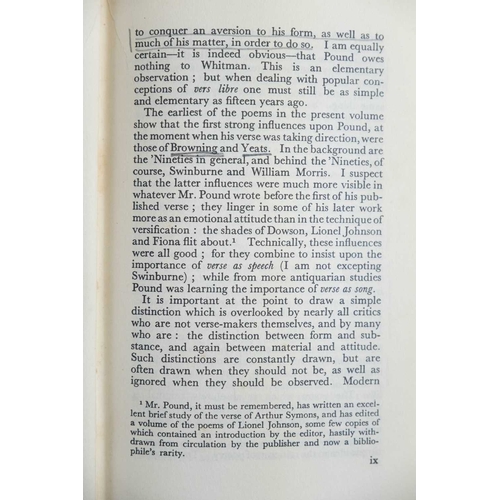 to conquer an aversion to his form, as well as to
much of his matter, in order to do so. I am equally
certain—it is indeed obvious—that Pound owes
nothing to Whitman. This is an elementary
observation ; but when dealing with popular con-
ceptions of vers libre one must still be as simple
and elementary as fifteen years ago.
The earliest of the poems in the present volume
show that the first strong influences upon Pound, at
the moment when his verse was taking direction, were
those of Browning and Yeats. In the background are
the 'Nineties in general, and behind the 'Nineties, of
course, Swinburne and William Morris. I suspect
that the latter influences were much more visible in
whatever Mr. Pound wrote before the first of his pub-
lished verse ; they linger in some of his later work
more as an emotional attitude than in the technique of
versification : the shades of Dowson, Lionel Johnson
and Fiona flit about.¹ Technically, these influences
were all good ; for they combine to insist upon the
importance of verse as speech (I am not excepting
Swinburne) ; while from more antiquarian studies
Pound was learning the importance of verse as song.
It is important at the point to draw a simple
distinction which is overlooked by nearly all critics
who are not verse-makers themselves, and by many
who are : the distinction between form and sub-
stance, and again between material and attitude.
Such distinctions are constantly drawn, but are
often drawn when they should not be, as well as
ignored when they should be observed. Modern
¹ Mr. Pound, it must be remembered, has written an excel-
lent brief study of the verse of Arthur Symons, and has edited
a volume of the poems of Lionel Johnson, some few copies of
which contained an introduction by the editor, hastily with-
drawn from circulation by the publisher and now a biblio-
phile's rarity.
ix